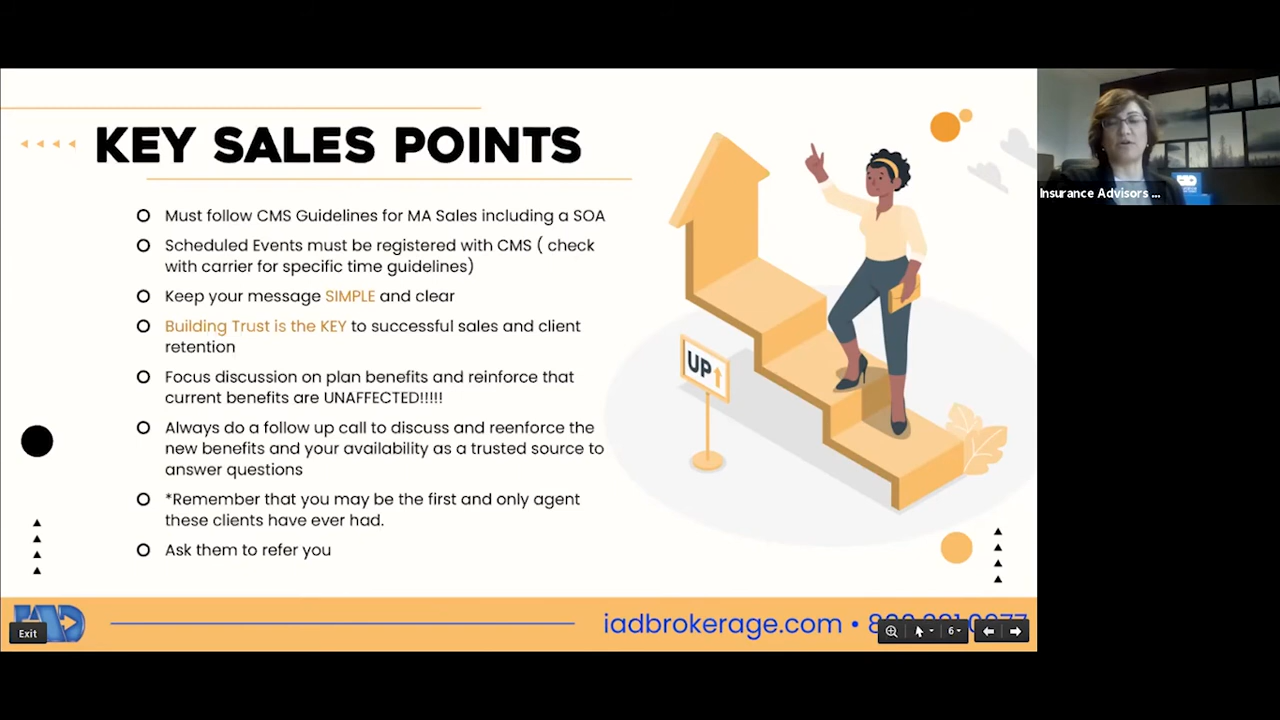 KEY SALES POINTS
Must follow CMS Guidelines for MA Sales including a SOA
Scheduled Events must be registered with CMS ( check
with carrier for specific time guidelines)
Keep your message SIMPLE and clear
Building Trust is the KEY to successful sales and client
retention
Focus discussion on plan benefits and reinforce that
current benefits are UNAFFECTED!!!!!
Always do a follow up call to discuss and reenforce the
new benefits and your availability as a trusted source to
answer questions
*Remember that you may be the first and only agent
these clients have ever had.
Ask them to refer you
UP
Insurance Advisors ...
IAD
Exit
iadbrokerage.com •
6